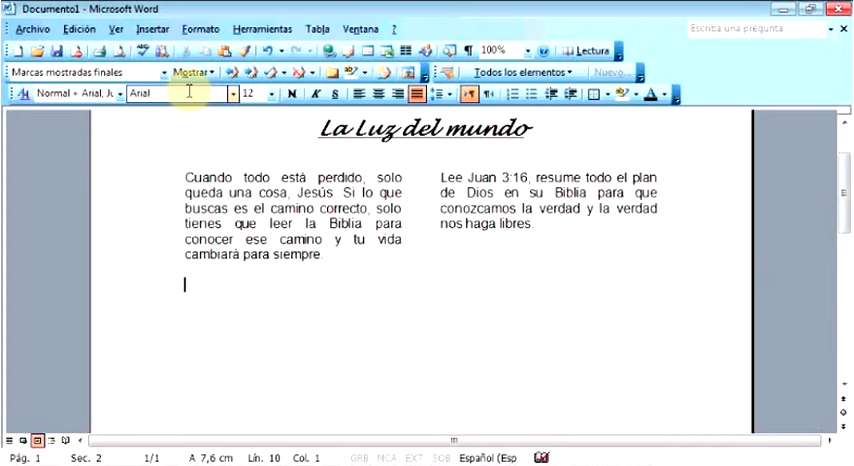 Documento1 - Microsoft Word
Archivo Edición Ver Insertar Formato Herramientas Tabla Ventana ? Escriba una pregunta
100% Lectura
Marcas mostradas finales Mostrar Todos los elementos Nuevo...
Normal + Arial, Ju Arial 12 N K S
La Luz del mundo
Cuando todo está perdido, solo
queda una cosa, Jesús. Si lo que
buscas es el camino correcto, solo
tienes que leer la Biblia para
conocer ese camino y tu vida
cambiará para siempre.
Lee Juan 3:16, resume todo el plan
de Dios en su Biblia para que
conozcamos la verdad y la verdad
nos haga libres.
Pág. 1 Sec. 2 1/1 A 7,6 cm Lín. 10 Col. 1 GRB MCA EXT SOB Español (Esp